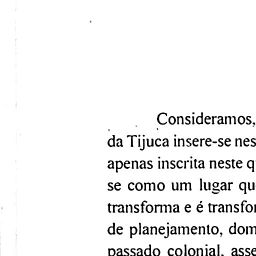 Consideramos,
da Tijuca insere-se nes
apenas inscrita neste q
se como um lugar qu
transforma e é transfor
de planejamento, dom
passado colonial, asse